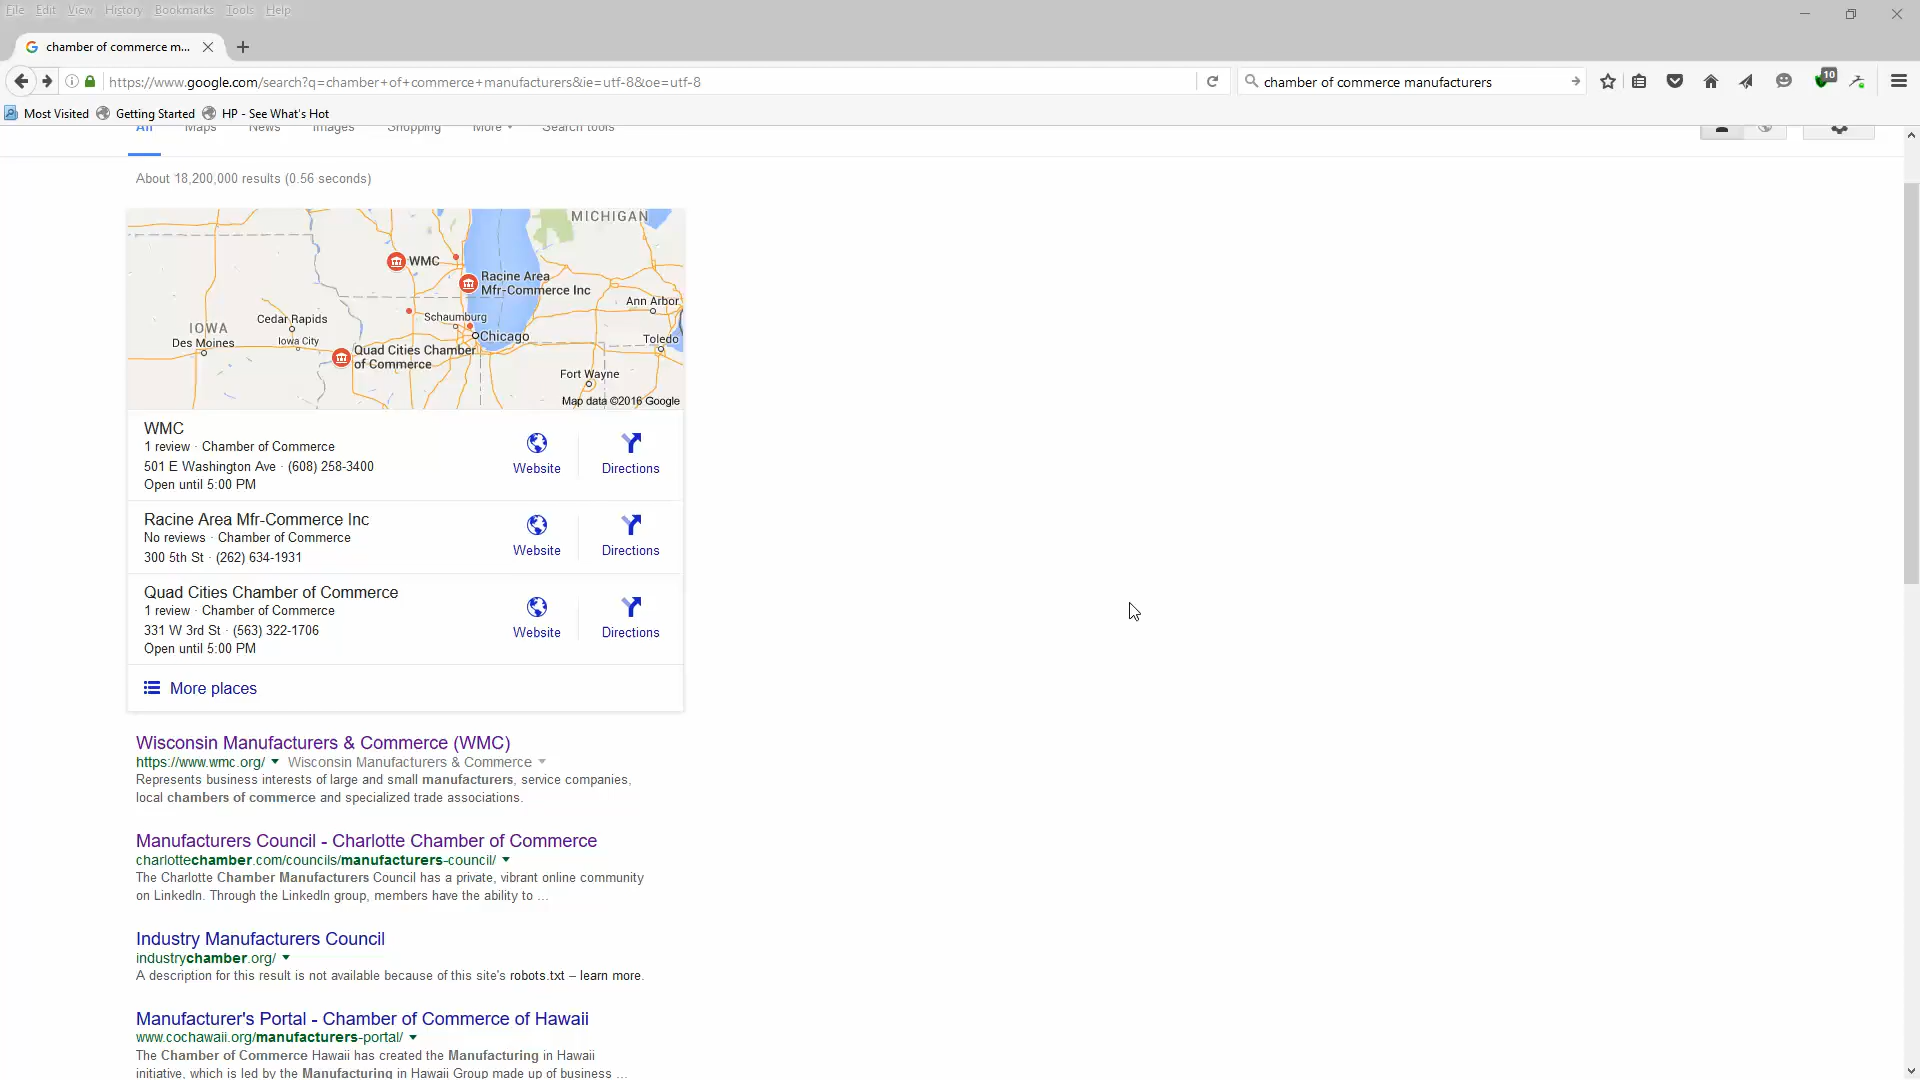 File Edit View History Bookmarks Tools Help
chamber of commerce m...
https://www.google.com/search?q=chamber+of+commerce+manufacturers&ie=utf-8&oe=utf-8
chamber of commerce manufacturers
10
Most Visited Getting Started HP - See What's Hot
All Maps News Images Shopping More Search tools
About 18,200,000 results (0.56 seconds)
MICHIGAN
WMC
Racine Area
Mfr-Commerce Inc
Ann Arbor
Cedar Rapids
Schaumburg
IOWA
Des Moines
Iowa City
Chicago
Toledo
Quad Cities Chamber
of Commerce
Fort Wayne
Map data ©2016 Google
WMC
1 review · Chamber of Commerce
501 E Washington Ave · (608) 258-3400
Open until 5:00 PM
Website
Directions
Racine Area Mfr-Commerce Inc
No reviews · Chamber of Commerce
300 5th St · (262) 634-1931
Website
Directions
Quad Cities Chamber of Commerce
1 review · Chamber of Commerce
331 W 3rd St · (563) 322-1706
Open until 5:00 PM
Website
Directions
More places
Wisconsin Manufacturers & Commerce (WMC)
https://www.wmc.org/ Wisconsin Manufacturers & Commerce
Represents business interests of large and small manufacturers, service companies,
local chambers of commerce and specialized trade associations.
Manufacturers Council - Charlotte Chamber of Commerce
charlottechamber.com/councils/manufacturers-council/
The Charlotte Chamber Manufacturers Council has a private, vibrant online community
on LinkedIn. Through the LinkedIn group, members have the ability to ...
Industry Manufacturers Council
industrychamber.org/
A description for this result is not available because of this site's robots.txt – learn more.
Manufacturer's Portal - Chamber of Commerce of Hawaii
www.cochawaii.org/manufacturers-portal/
The Chamber of Commerce Hawaii has created the Manufacturing in Hawaii
initiative, which is led by the Manufacturing in Hawaii Group made up of business ...